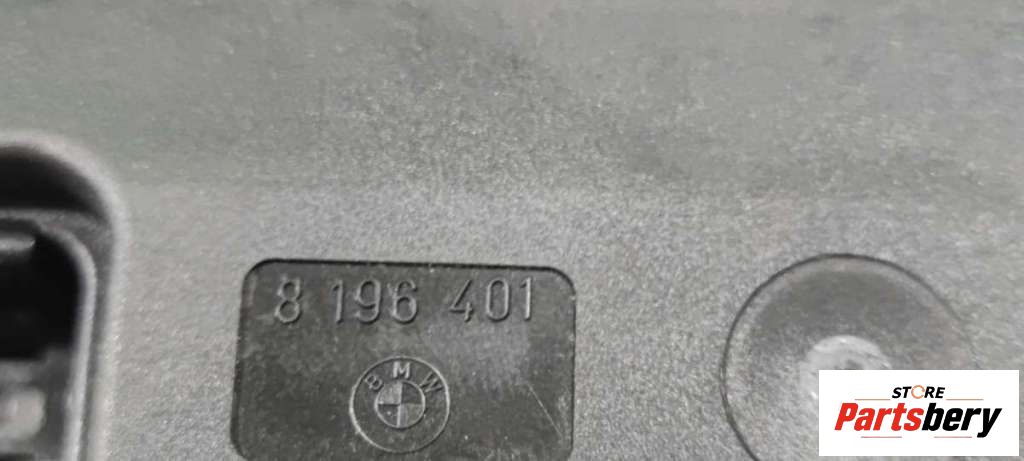 8 196 401
BMW
STORE
Partsbery